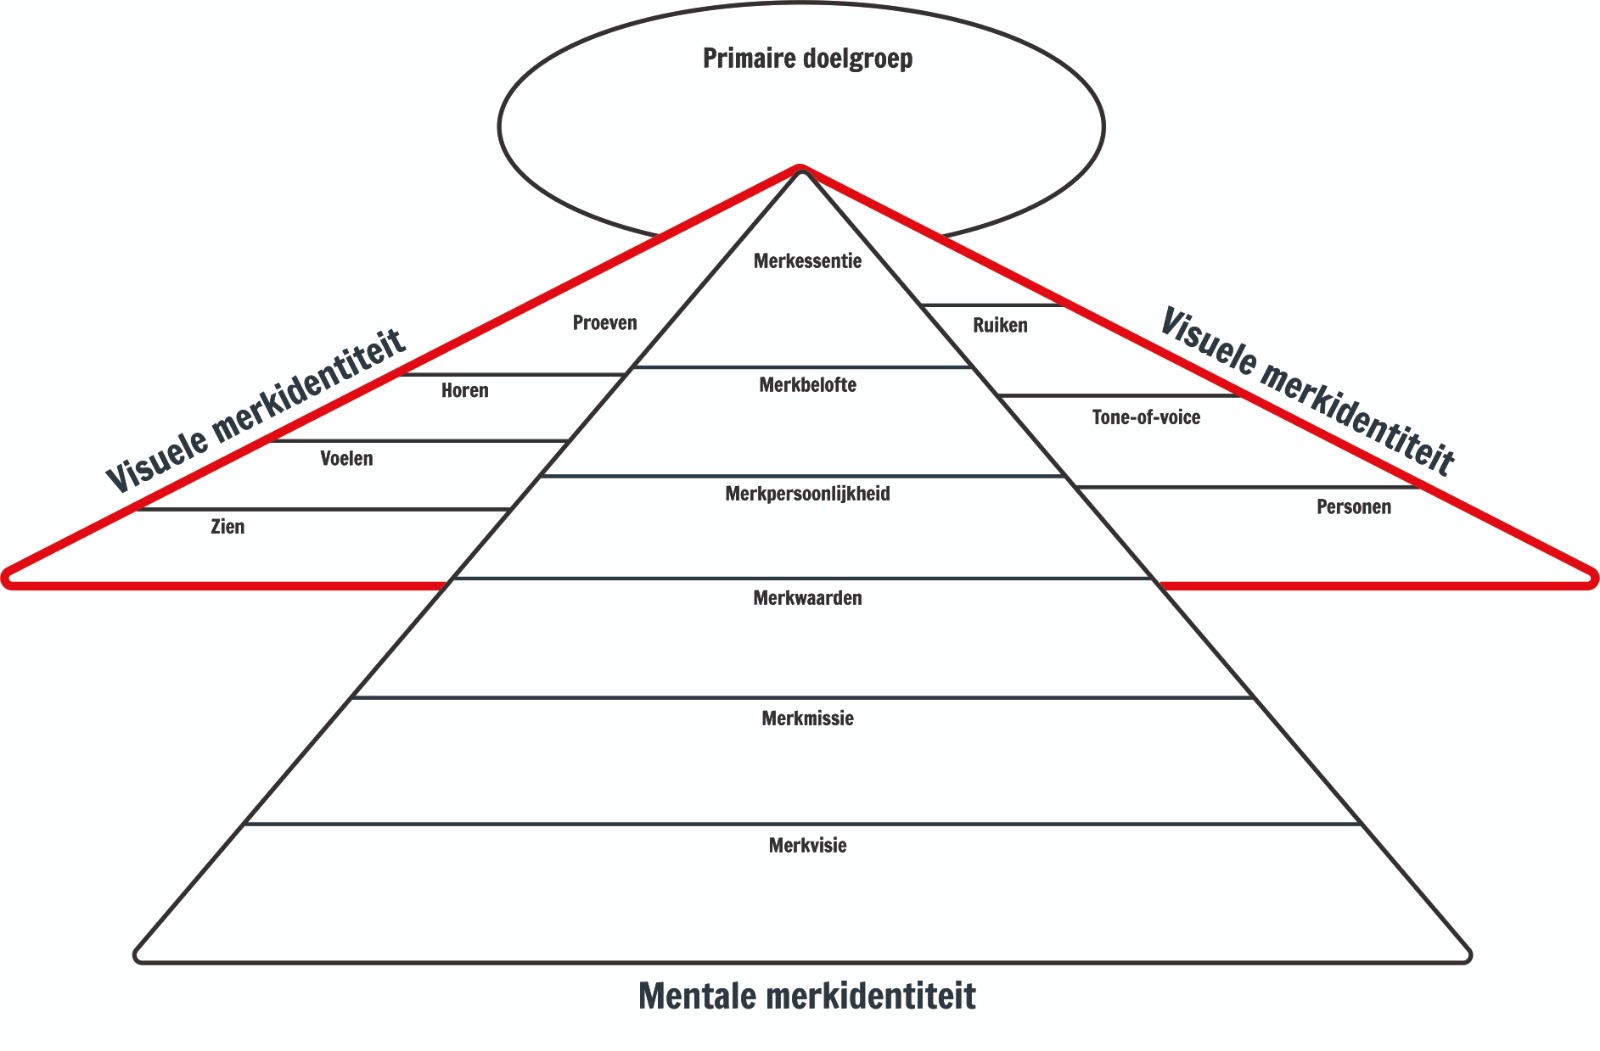 Primaire doelgroep
Visuele merkidentiteit
Proeven
Horen
Voelen
Zien
Merkessentie
Merkbelofte
Merkpersoonlijkheid
Merkwaarden
Merkmissie
Merkvisie
Visuele merkidentiteit
Ruiken
Tone-of-voice
Personen
Mentale merkidentiteit